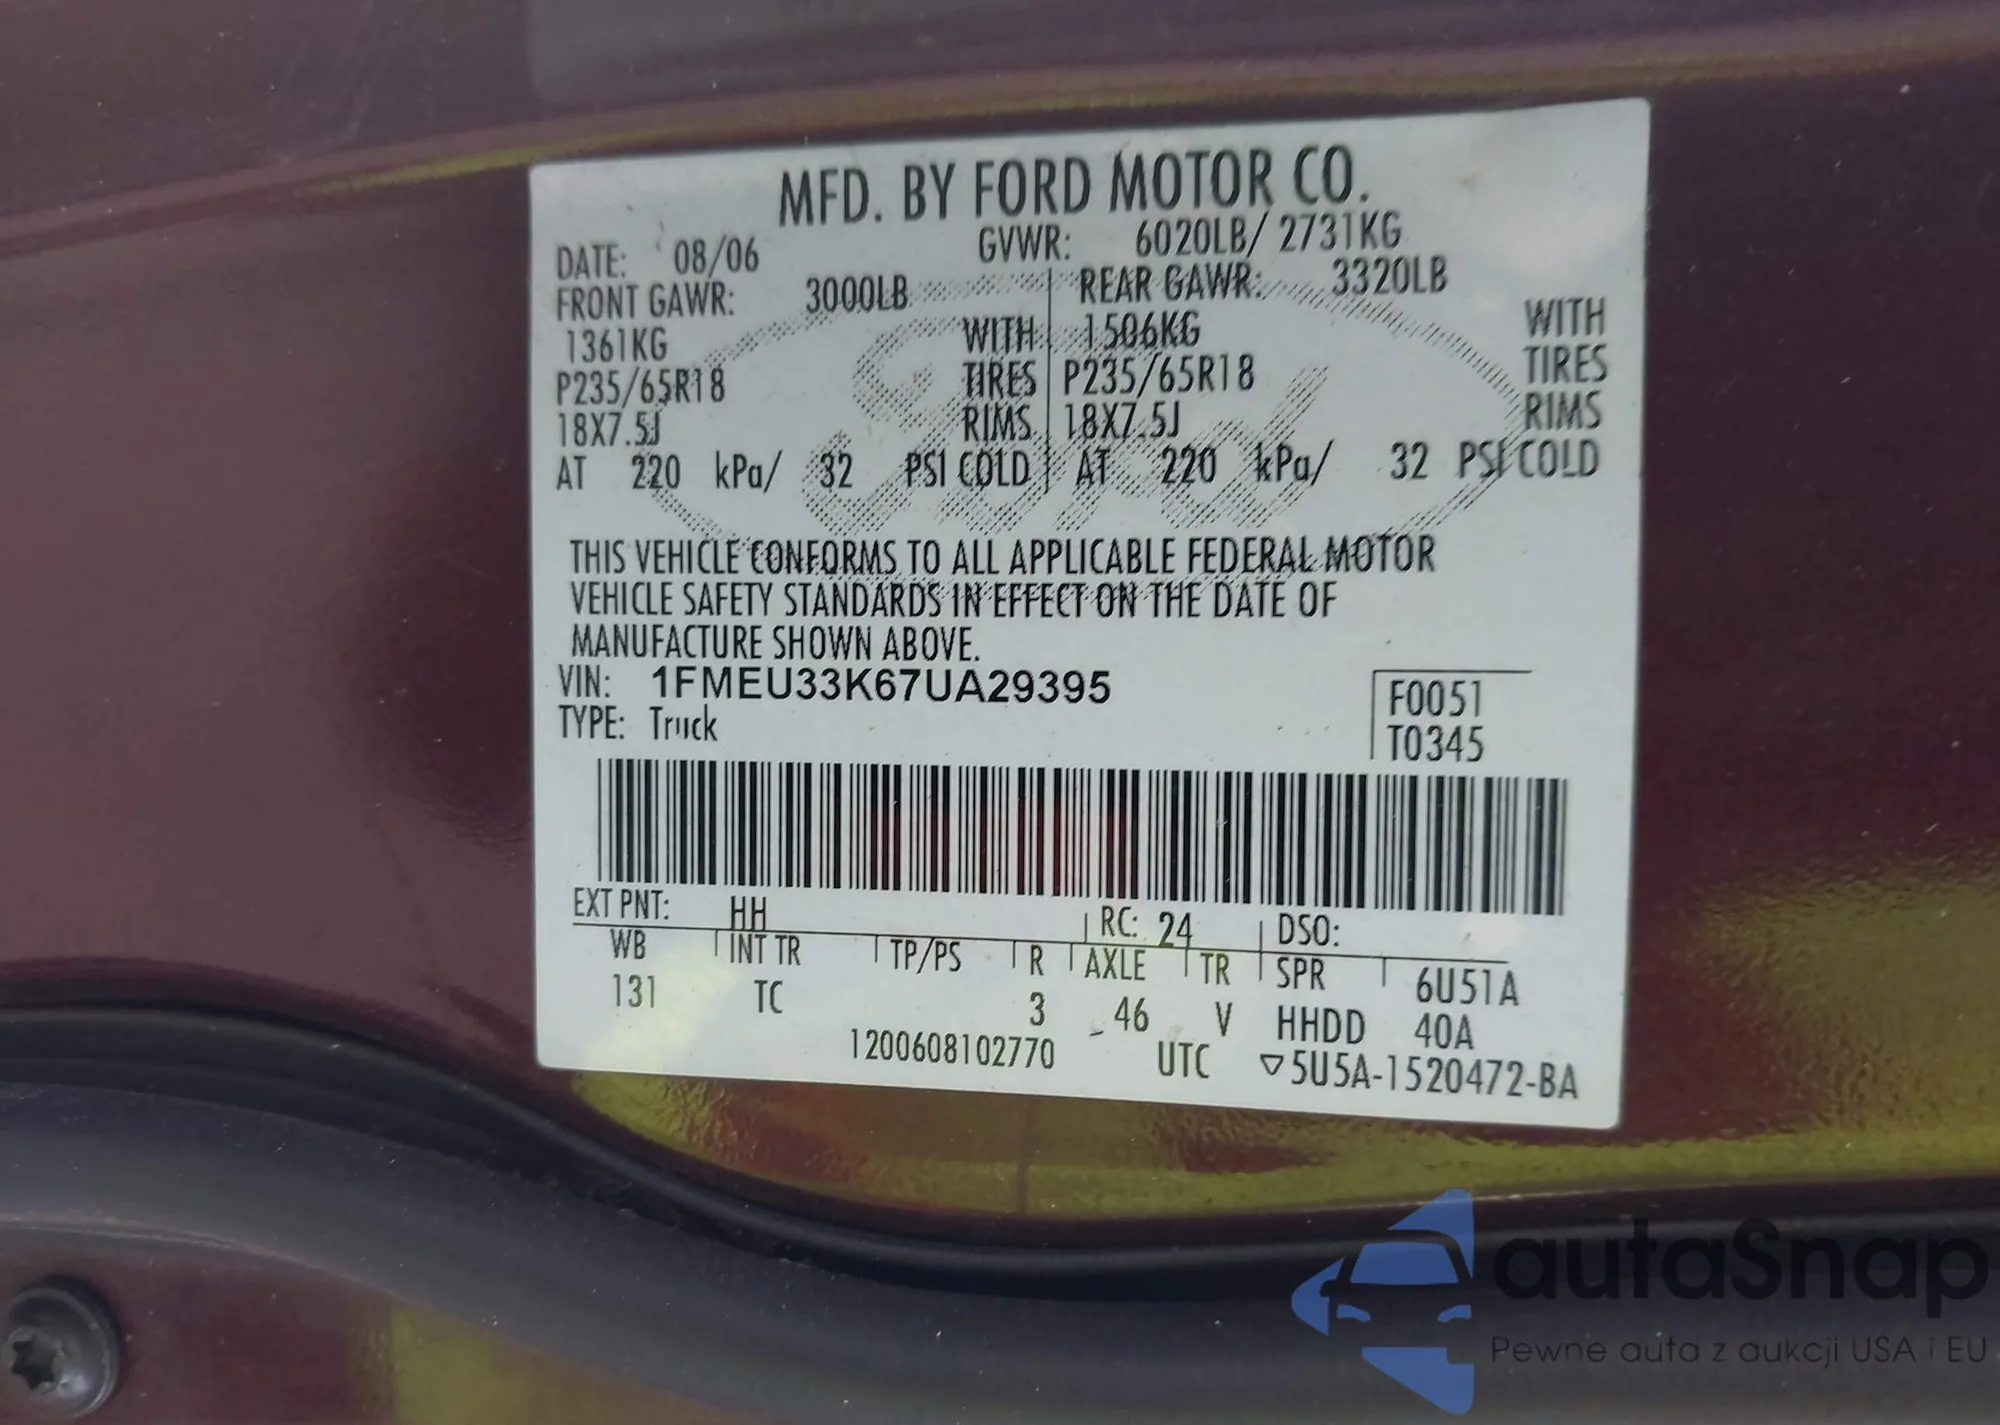 MFD. BY FORD MOTOR CO.
DATE: 08/06 GVWR: 6020LB/ 2731KG
FRONT GAWR: 3000LB REAR GAWR: 3320LB
1361KG WITH 1506KG WITH
P235/65R18 TIRES P235/65R18 TIRES
18X7.5J RIMS 18X7.5J RIMS
AT 220 kPa/ 32 PSI COLD AT 220 kPa/ 32 PSI COLD
THIS VEHICLE CONFORMS TO ALL APPLICABLE FEDERAL MOTOR
VEHICLE SAFETY STANDARDS IN EFFECT ON THE DATE OF
MANUFACTURE SHOWN ABOVE.
VIN: 1FMEU33K67UA29395 F0051
TYPE: Truck T0345
EXT PNT: HH RC: 24 DSO:
WB INT TR TP/PS R AXLE TR SPR 6U51A
131 TC 3 46 V HHDD 40A
1200608102770 UTC ▽5U5A-1520472-BA
autaSnap
Pewne auta z aukcji USA i EU